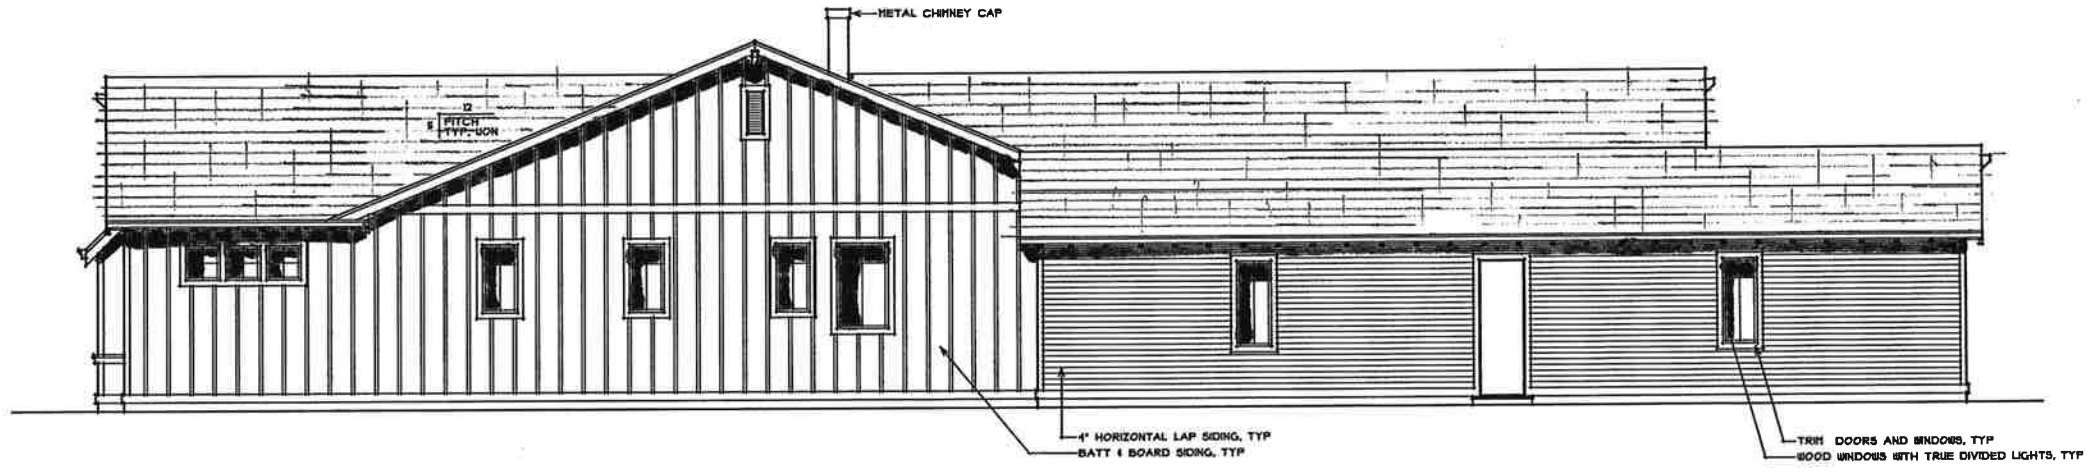 METAL CHIMNEY CAP
12
PITCH
TYP, UON
4" HORIZONTAL LAP SIDING, TYP
BATT & BOARD SIDING, TYP
TRIM DOORS AND WINDOWS, TYP
WOOD WINDOWS WITH TRUE DIVIDED LIGHTS, TYP